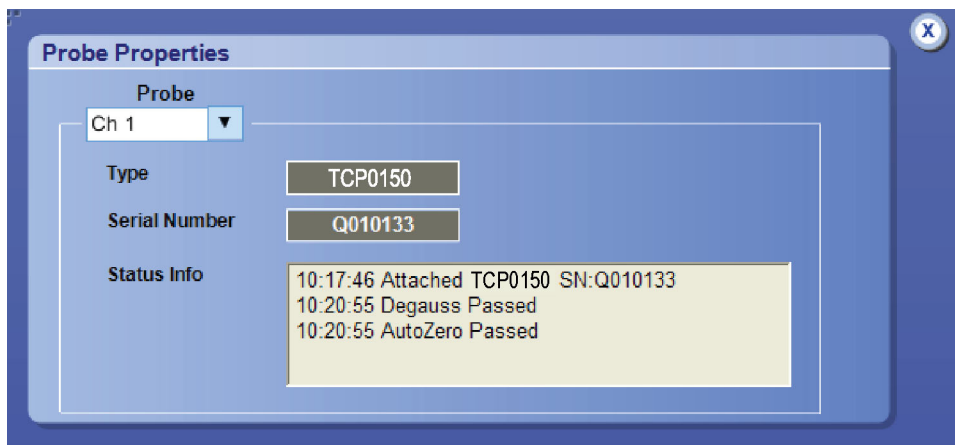 X
Probe Properties
Probe
Ch 1
Type
TCP0150
Serial Number
Q010133
Status Info
10:17:46 Attached TCP0150 SN:Q010133
10:20:55 Degauss Passed
10:20:55 AutoZero Passed